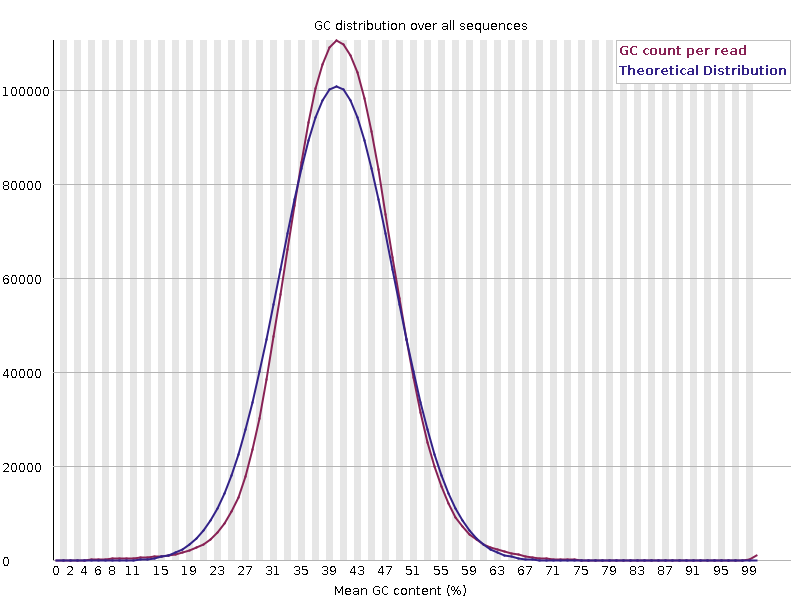 GC distribution over all sequences
GC count per read
Theoretical Distribution
100000
80000
60000
40000
20000
0
0 2 4 6 8 11 15 19 23 27 31 35 39 43 47 51 55 59 63 67 71 75 79 83 87 91 95 99
Mean GC content (%)